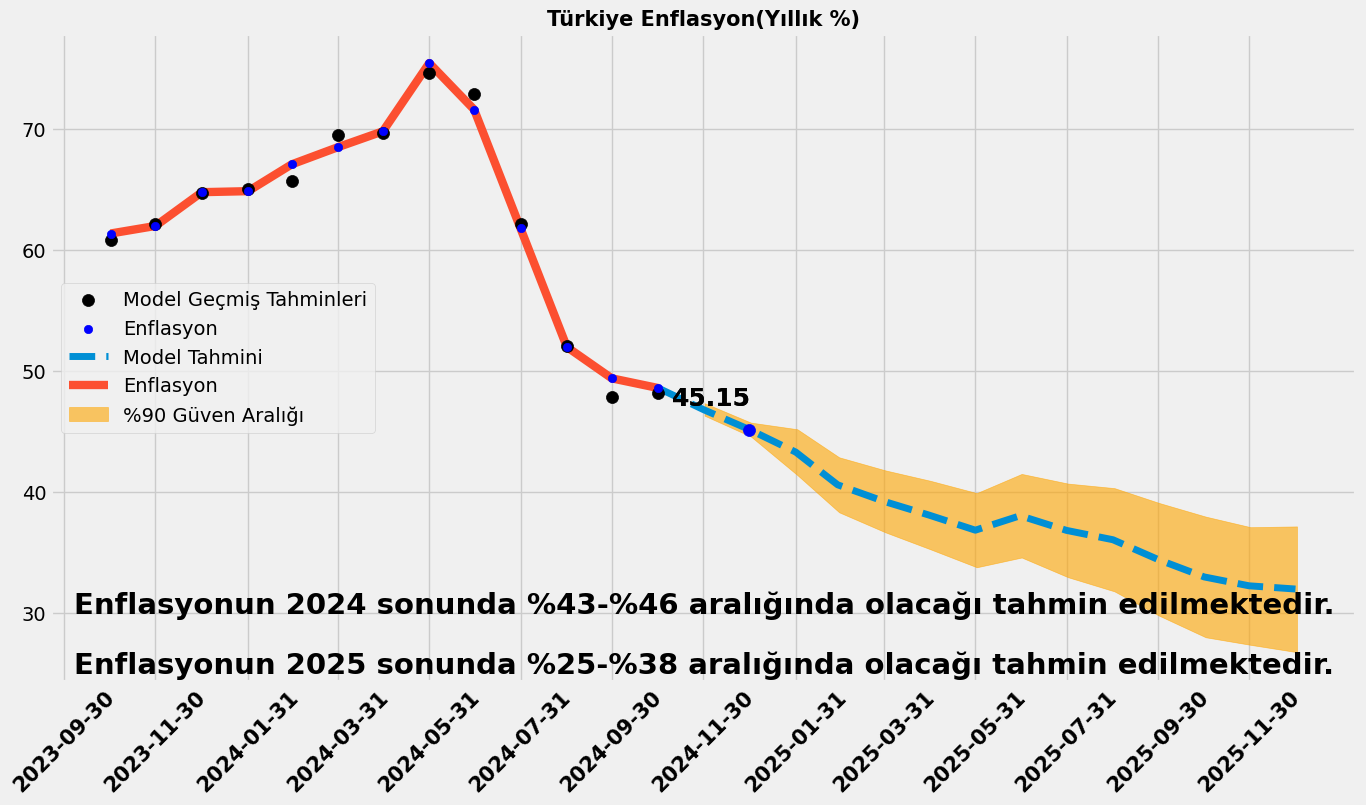 Türkiye Enflasyon(Yıllık %)
70
60
50
40
30
Model Geçmiş Tahminleri
Enflasyon
Model Tahmini
Enflasyon
%90 Güven Aralığı
45.15
Enflasyonun 2024 sonunda %43-%46 aralığında olacağı tahmin edilmektedir.
Enflasyonun 2025 sonunda %25-%38 aralığında olacağı tahmin edilmektedir.
2023-09-30
2023-11-30
2024-01-31
2024-03-31
2024-05-31
2024-07-31
2024-09-30
2024-11-30
2025-01-31
2025-03-31
2025-05-31
2025-07-31
2025-09-30
2025-11-30